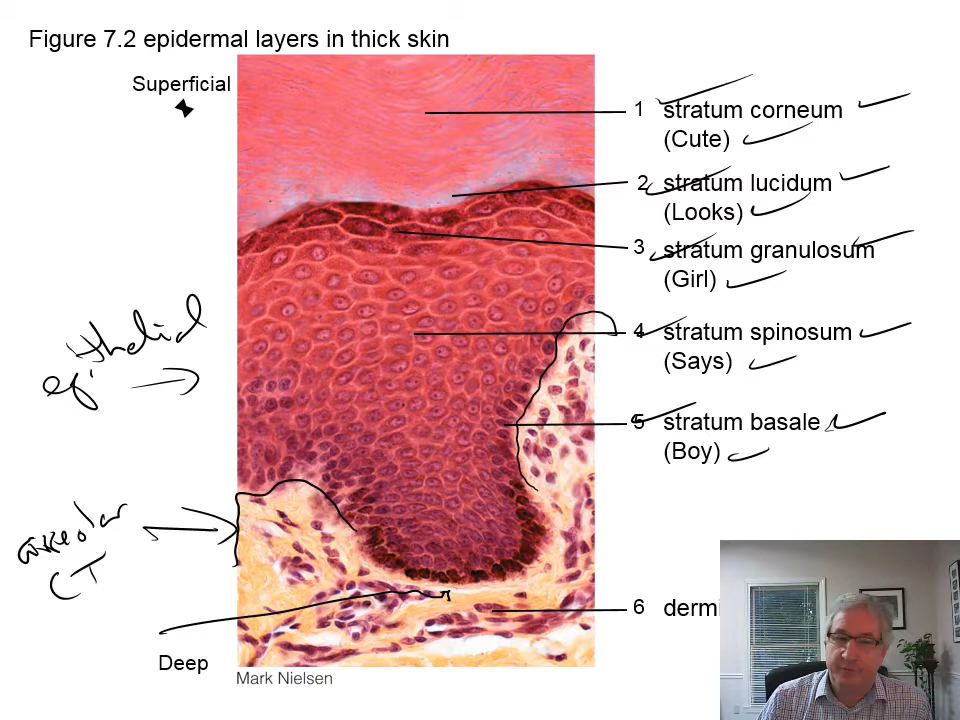 Figure 7.2 epidermal layers in thick skin
Superficial
1 stratum corneum
(Cute)
2 stratum lucidum
(Looks)
3 stratum granulosum
(Girl)
4 stratum spinosum
(Says)
5 stratum basale
(Boy)
epithelial
areolar
CT
6 dermi
Deep
Mark Nielsen